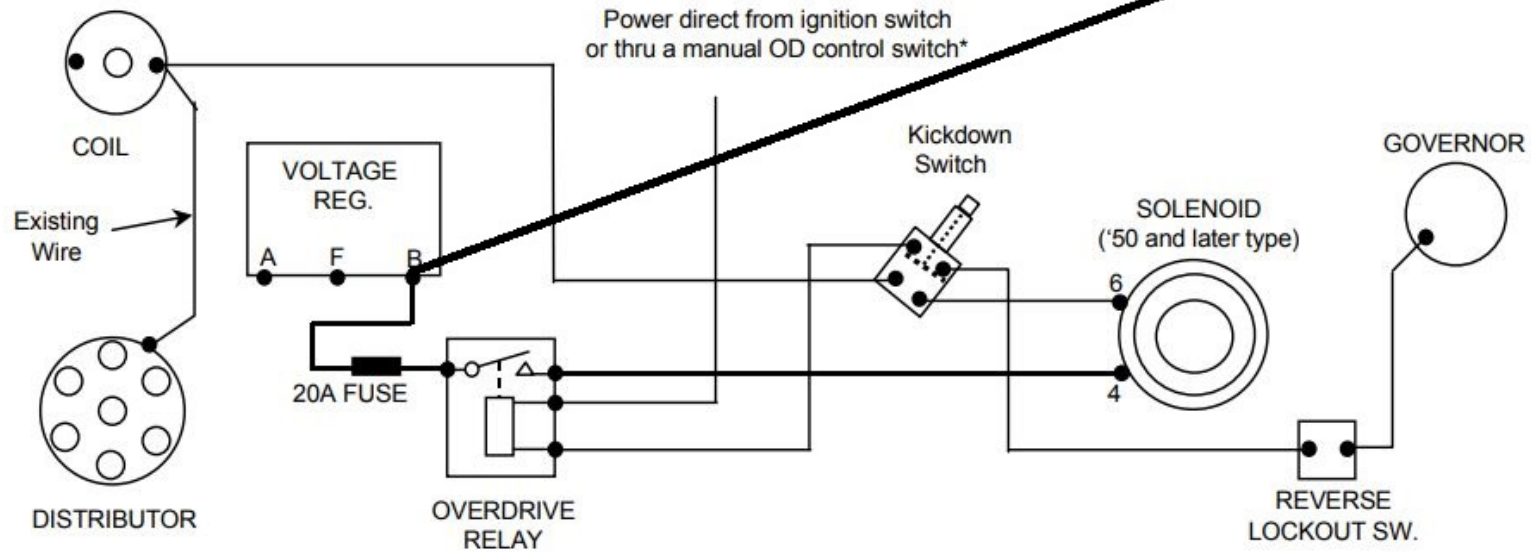 Power direct from ignition switch
or thru a manual OD control switch*
COIL
VOLTAGE
REG.
A F B
Existing
Wire
Kickdown
Switch
GOVERNOR
SOLENOID
(‘50 and later type)
6
4
20A FUSE
DISTRIBUTOR
OVERDRIVE
RELAY
REVERSE
LOCKOUT SW.